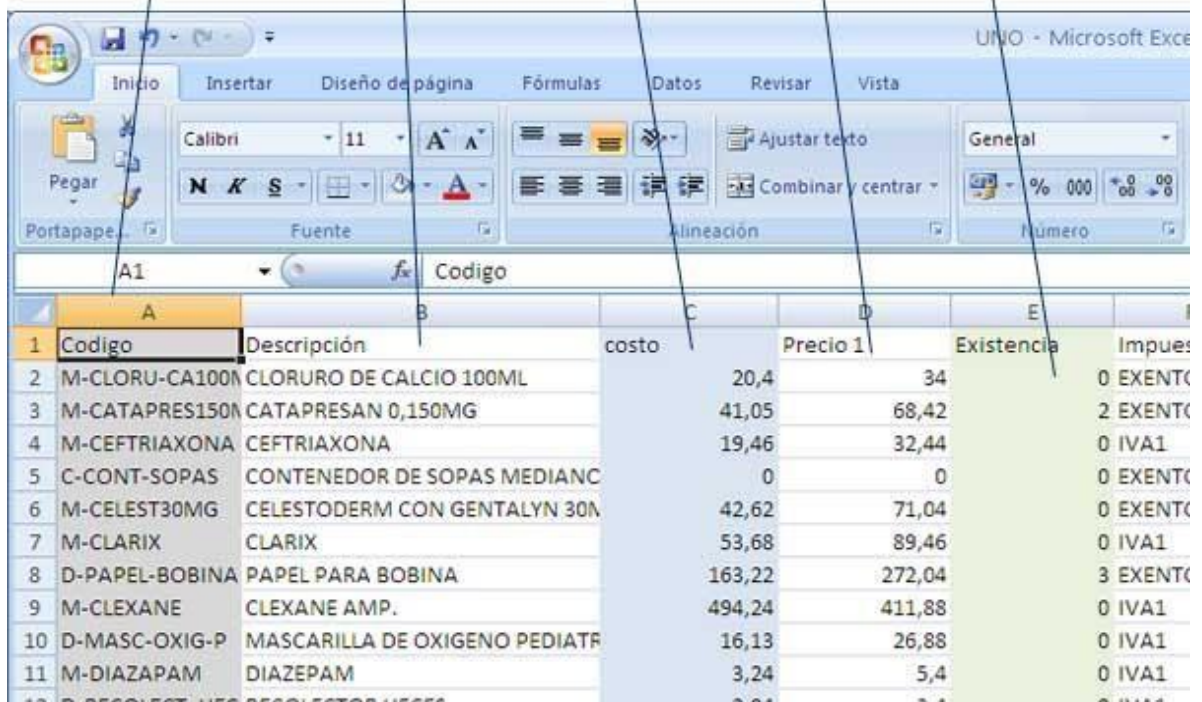 UNO - Microsoft Exce
Inicio Insertar Diseño de página Fórmulas Datos Revisar Vista
Calibri 11 A A Ajustar texto General
Pegar N K S A Combinar y centrar % 000
Portapape... Fuente Alineación Número
A1 fx Codigo
A B C D E
1 Codigo Descripción costo Precio 1 Existencia Impues
2 M-CLORU-CA100 CLORURO DE CALCIO 100ML 20,4 34 0 EXENTO
3 M-CATAPRES150 CATAPRESAN 0,150MG 41,05 68,42 2 EXENTO
4 M-CEFTRIAXONA CEFTRIAXONA 19,46 32,44 0 IVA1
5 C-CONT-SOPAS CONTENEDOR DE SOPAS MEDIANO 0 0 0 EXENTO
6 M-CELEST30MG CELESTODERM CON GENTALYN 30M 42,62 71,04 0 EXENTO
7 M-CLARIX CLARIX 53,68 89,46 0 IVA1
8 D-PAPEL-BOBINA PAPEL PARA BOBINA 163,22 272,04 3 EXENTO
9 M-CLEXANE CLEXANE AMP. 494,24 411,88 0 IVA1
10 D-MASC-OXIG-P MASCARILLA DE OXIGENO PEDIATR 16,13 26,88 0 IVA1
11 M-DIAZAPAM DIAZEPAM 3,24 5,4 0 IVA1